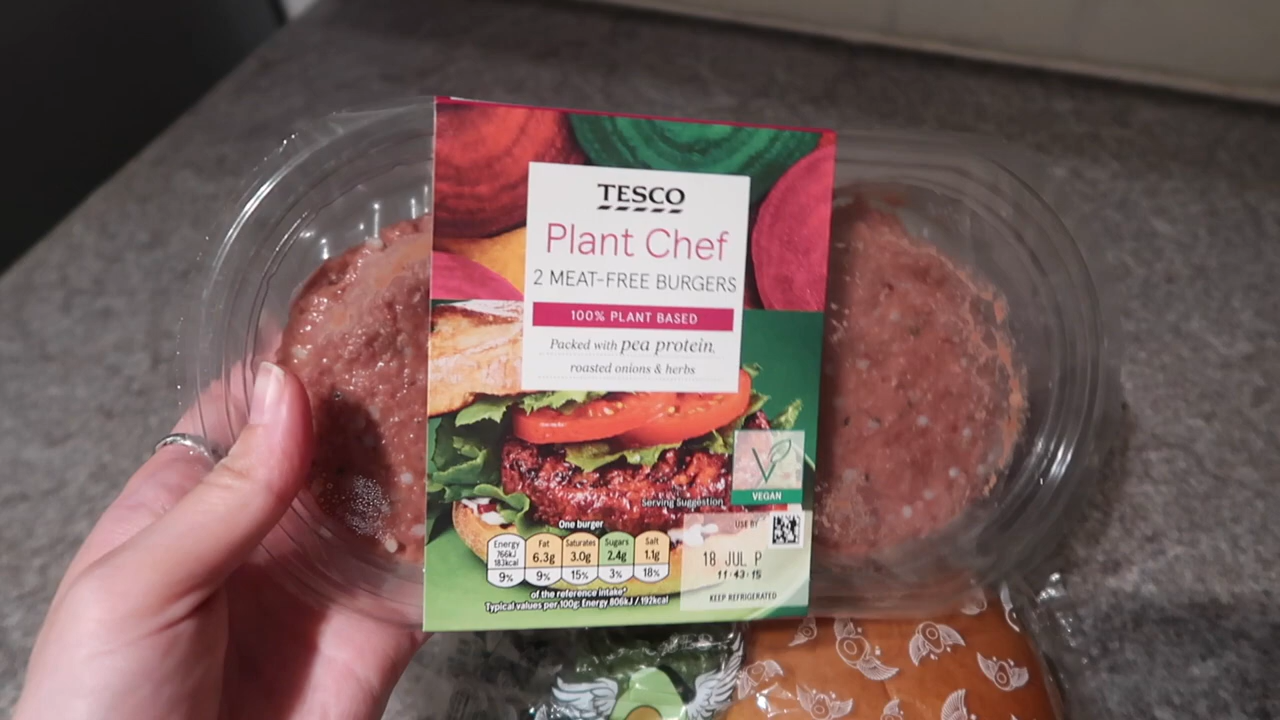 TESCO
Plant Chef
2 MEAT-FREE BURGERS
100% PLANT BASED
Packed with pea protein,
roasted onions & herbs
VEGAN
Serving Suggestion
One burger
Energy Fat Saturates Sugars Salt
766kJ
183kcal 6.3g 3.0g 2.4g 1.1g
9% 9% 15% 3% 18%
of the reference intake*
Typical values per 100g: Energy 806kJ / 192kcal
USE BY
18 JUL P
11:43:15
KEEP REFRIGERATED